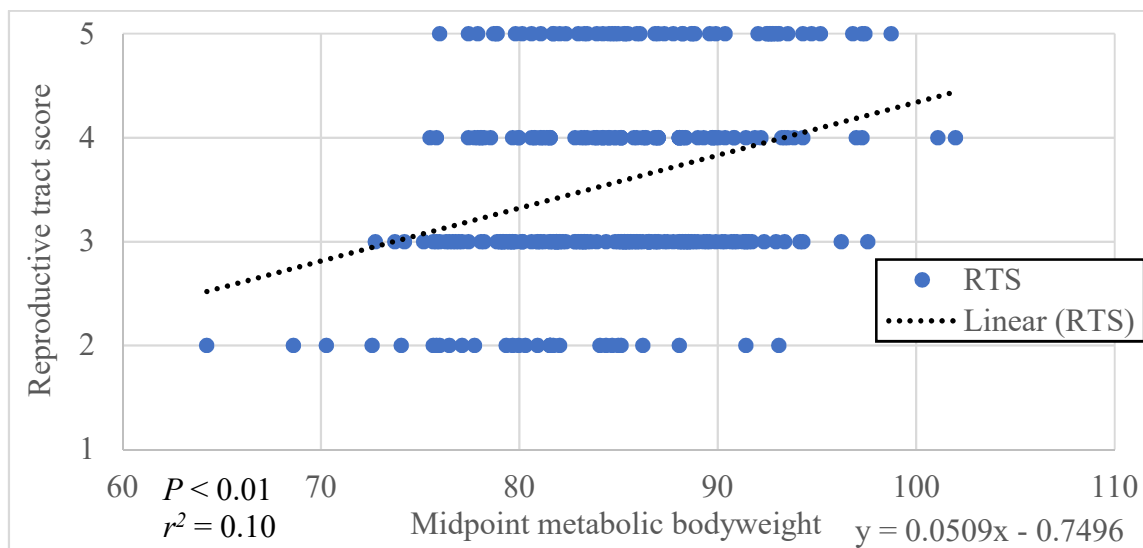 Reproductive tract score
5
4
3
2
1
60
70
80
90
100
110
RTS
Linear (RTS)
P < 0.01
r² = 0.10
Midpoint metabolic bodyweight
y = 0.0509x - 0.7496